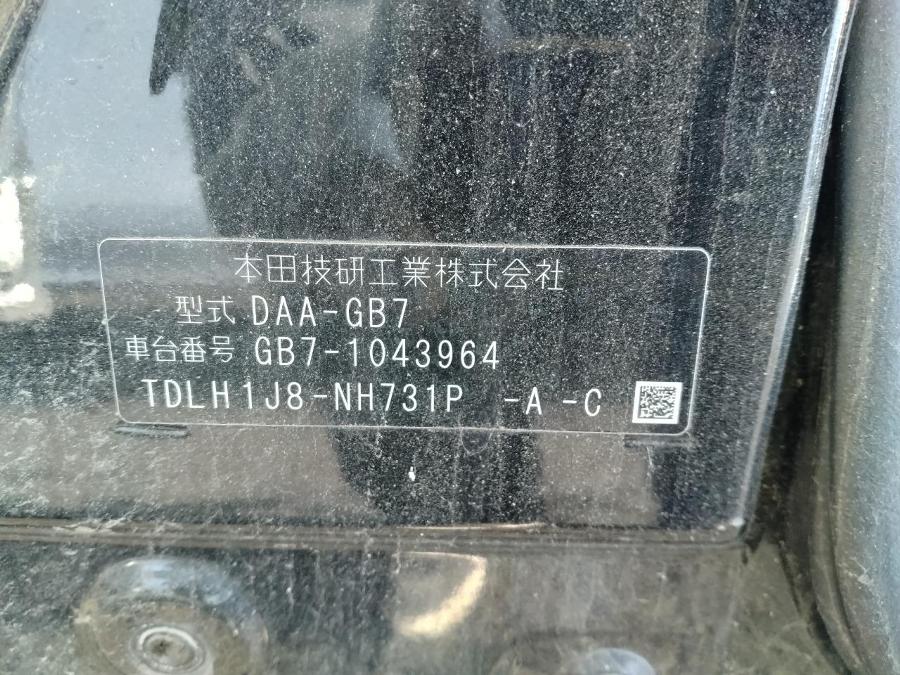 本田技研工業株式会社
型式 DAA-GB7
車台番号 GB7-1043964
TDLH1J8-NH731P -A -C